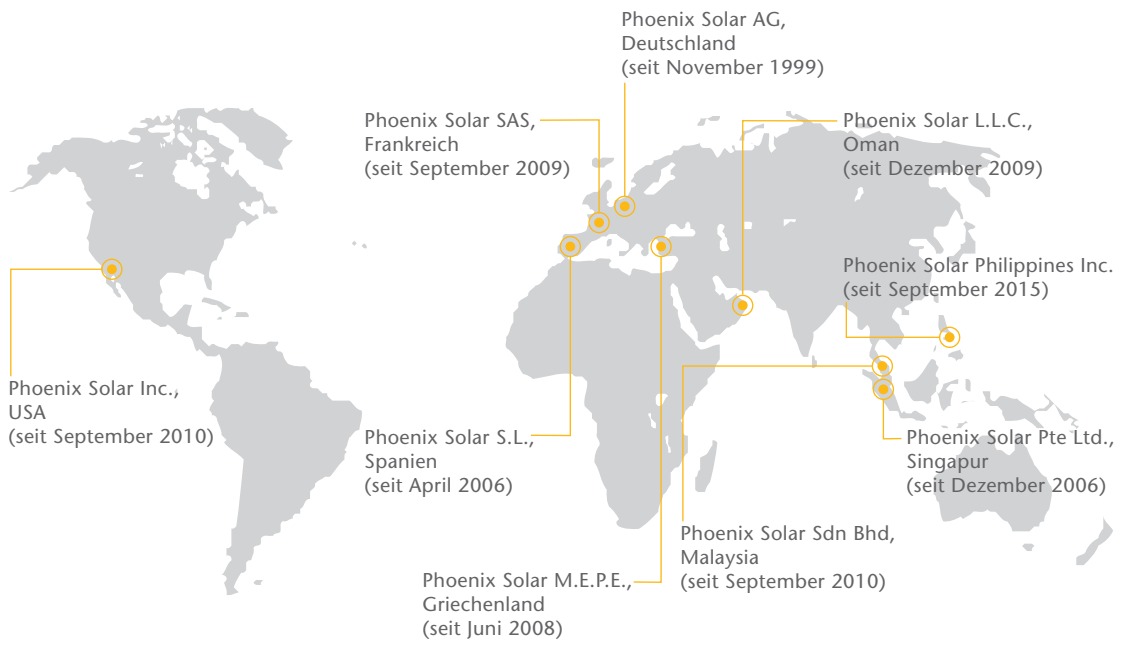 Phoenix Solar AG,
Deutschland
(seit November 1999)
Phoenix Solar SAS,
Frankreich
(seit September 2009)
Phoenix Solar L.L.C.,
Oman
(seit Dezember 2009)
Phoenix Solar Philippines Inc.
(seit September 2015)
Phoenix Solar Inc.,
USA
(seit September 2010)
Phoenix Solar S.L.,
Spanien
(seit April 2006)
Phoenix Solar Pte Ltd.,
Singapur
(seit Dezember 2006)
Phoenix Solar Sdn Bhd,
Malaysia
(seit September 2010)
Phoenix Solar M.E.P.E.,
Griechenland
(seit Juni 2008)